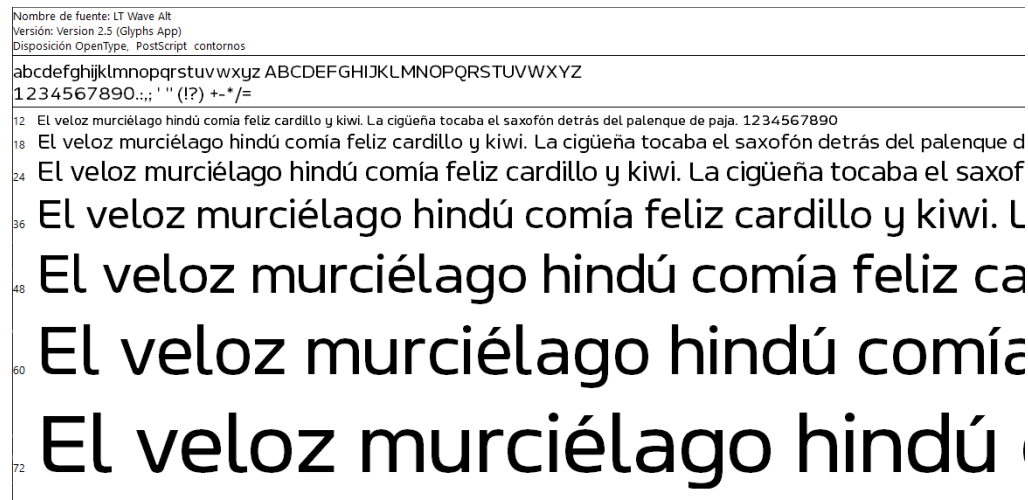 Nombre de fuente: LT Wave Alt
Versión: Version 2.5 (Glyphs App)
Disposición OpenType, PostScript contornos
abcdefghijklmnopqrstuvwxyz ABCDEFGHIJKLMNOPQRSTUVWXYZ
1234567890.:,; ' " (!?) +-*/=
12 El veloz murciélago hindú comía feliz cardillo y kiwi. La cigüeña tocaba el saxofón detrás del palenque de paja. 1234567890
18 El veloz murciélago hindú comía feliz cardillo y kiwi. La cigüeña tocaba el saxofón detrás del palenque d
24 El veloz murciélago hindú comía feliz cardillo y kiwi. La cigüeña tocaba el saxof
36 El veloz murciélago hindú comía feliz cardillo y kiwi. L
48 El veloz murciélago hindú comía feliz ca
60 El veloz murciélago hindú comía
72 El veloz murciélago hindú